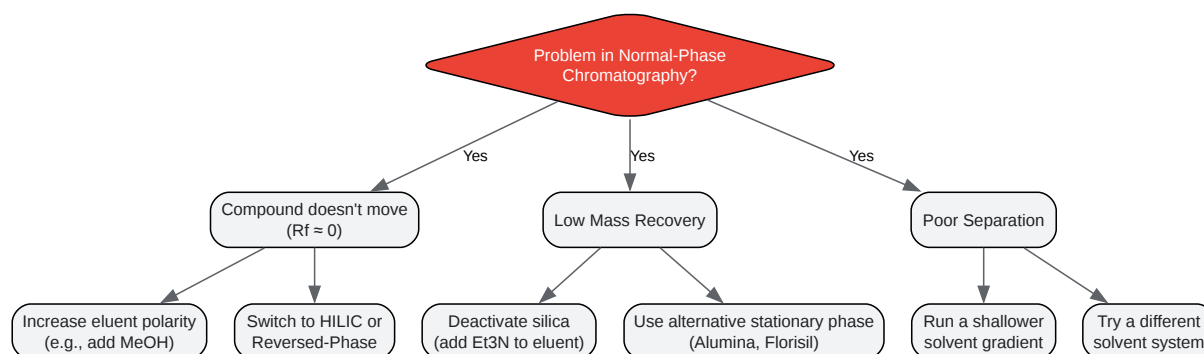 Problem in Normal-Phase
Chromatography?
Yes
Yes
Yes
Compound doesn't move
(Rf ≈ 0)
Low Mass Recovery
Poor Separation
Increase eluent polarity
(e.g., add MeOH)
Switch to HILIC or
Reversed-Phase
Deactivate silica
(add Et3N to eluent)
Use alternative stationary phase
(Alumina, Florisil)
Run a shallower
solvent gradient
Try a different
solvent system